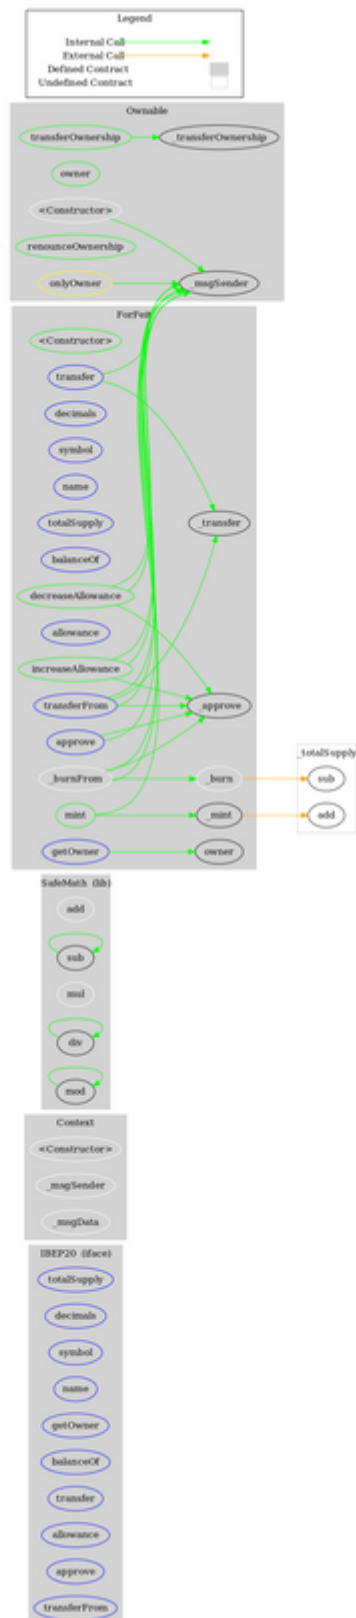 Legend
Internal Call
External Call
Defined Contract
Undefined Contract
Ownable
transferOwnership
_transferOwnership
owner
<Constructor>
renounceOwnership
onlyOwner
_msgSender
ForFeit
<Constructor>
transfer
decimals
symbol
name
totalSupply
_transfer
balanceOf
decreaseAllowance
allowance
increaseAllowance
transferFrom
_approve
approve
_totalSupply
_burnFrom
_burn
sub
mint
_mint
add
getOwner
owner
SafeMath (lib)
add
sub
mul
div
mod
Context
<Constructor>
_msgSender
_msgData
IBEP20 (iface)
totalSupply
decimals
symbol
name
getOwner
balanceOf
transfer
allowance
approve
transferFrom